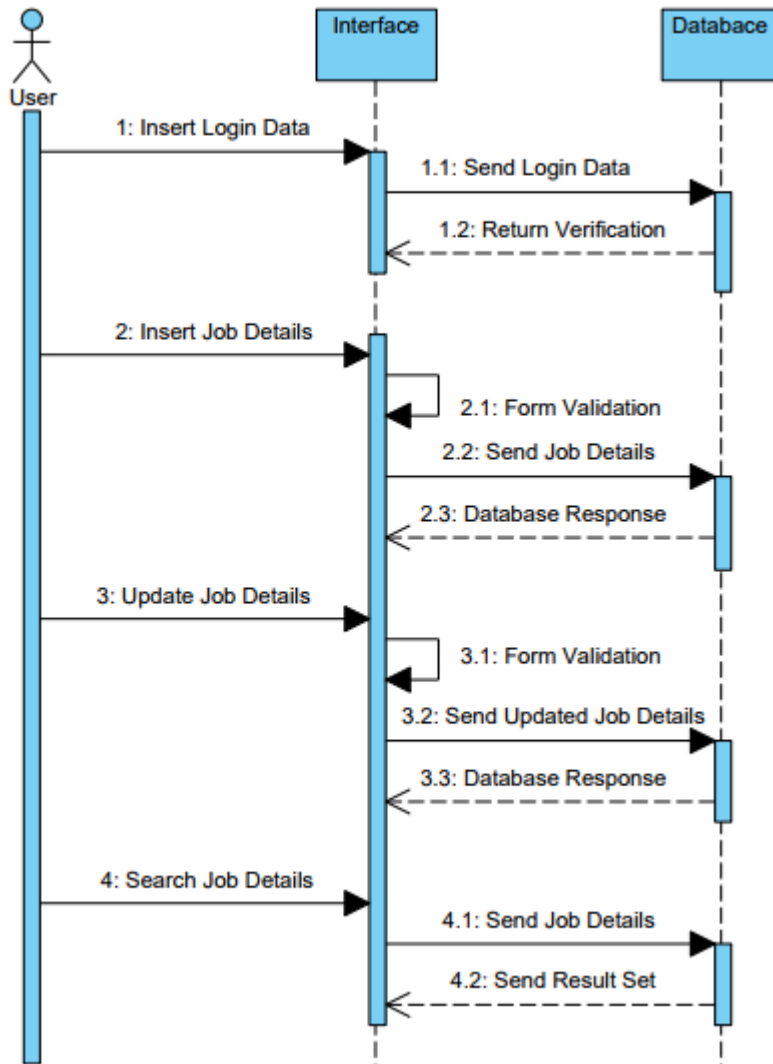 Interface
Databace
User
1: Insert Login Data
1.1: Send Login Data
1.2: Return Verification
2: Insert Job Details
2.1: Form Validation
2.2: Send Job Details
2.3: Database Response
3: Update Job Details
3.1: Form Validation
3.2: Send Updated Job Details
3.3: Database Response
4: Search Job Details
4.1: Send Job Details
4.2: Send Result Set